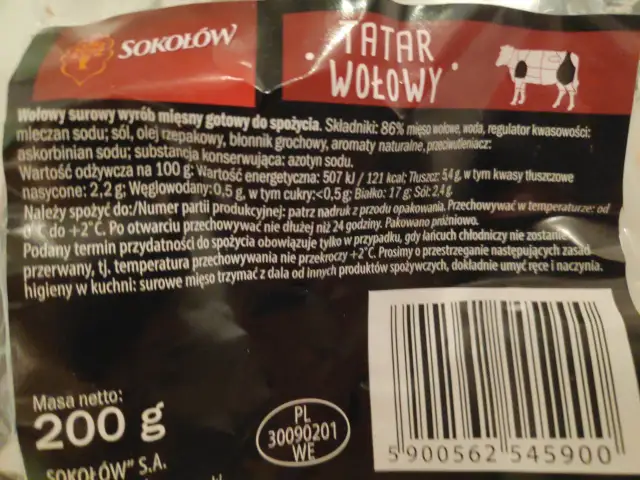 SOKOŁÓW
TATAR
WOŁOWY
Wołowy surowy wyrób mięsny gotowy do spożycia. Składniki: 86% mięso wołowe, woda, regulator kwasowości:
mleczan sodu; sól, olej rzepakowy, błonnik grochowy, aromaty naturalne, przeciwutleniacz:
askorbinian sodu; substancja konserwująca: azotyn sodu.
Wartość odżywcza na 100 g: Wartość energetyczna: 507 kJ / 121 kcal; Tłuszcz: 5,4 g, w tym kwasy tłuszczowe
nasycone: 2,2 g; Węglowodany: 0,5 g, w tym cukry: <0,5 g; Białko: 17 g; Sól: 2,4 g.
Należy spożyć do:/Numer partii produkcyjnej: patrz nadruk z przodu opakowania. Przechowywać w temperaturze: od
0°C do +2°C. Po otwarciu przechowywać nie dłużej niż 24 godziny. Pakowano próżniowo.
Podany termin przydatności do spożycia obowiązuje tylko w przypadku, gdy łańcuch chłodniczy nie zostanie
przerwany, tj. temperatura przechowywania nie przekroczy +2°C. Prosimy o przestrzeganie następujących zasad
higieny w kuchni: surowe mięso trzymać z dala od innych produktów spożywczych, dokładnie umyć ręce i naczynia.
Masa netto:
200 g
PL
30090201
WE
5 900562 545900
SOKOŁÓW" S.A.